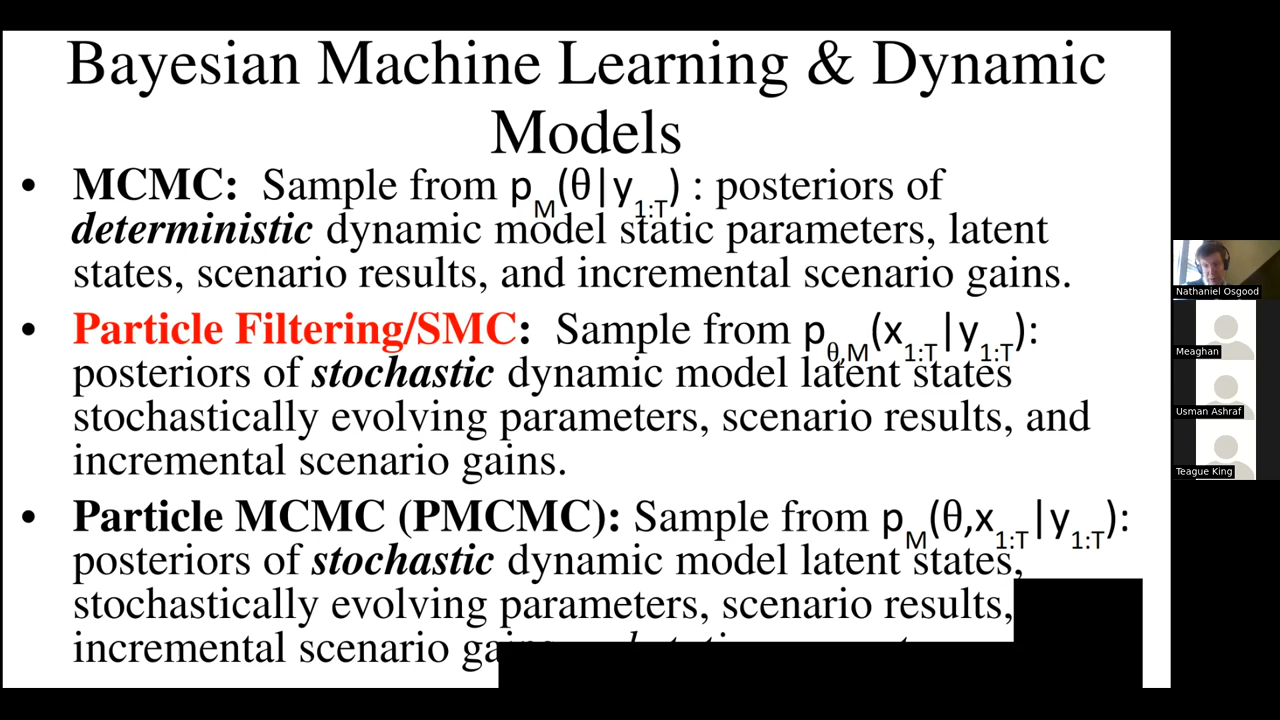 Bayesian Machine Learning & Dynamic
Models
• MCMC: Sample from pM(θ|y1:T) : posteriors of
deterministic dynamic model static parameters, latent
states, scenario results, and incremental scenario gains.
• Particle Filtering/SMC: Sample from pθ,M(x1:T|y1:T):
posteriors of stochastic dynamic model latent states
stochastically evolving parameters, scenario results, and
incremental scenario gains.
• Particle MCMC (PMCMC): Sample from pM(θ,x1:T|y1:T):
posteriors of stochastic dynamic model latent states,
stochastically evolving parameters, scenario results,
incremental scenario
Nathaniel Osgood
Meaghan
Usman Ashraf
Teague King